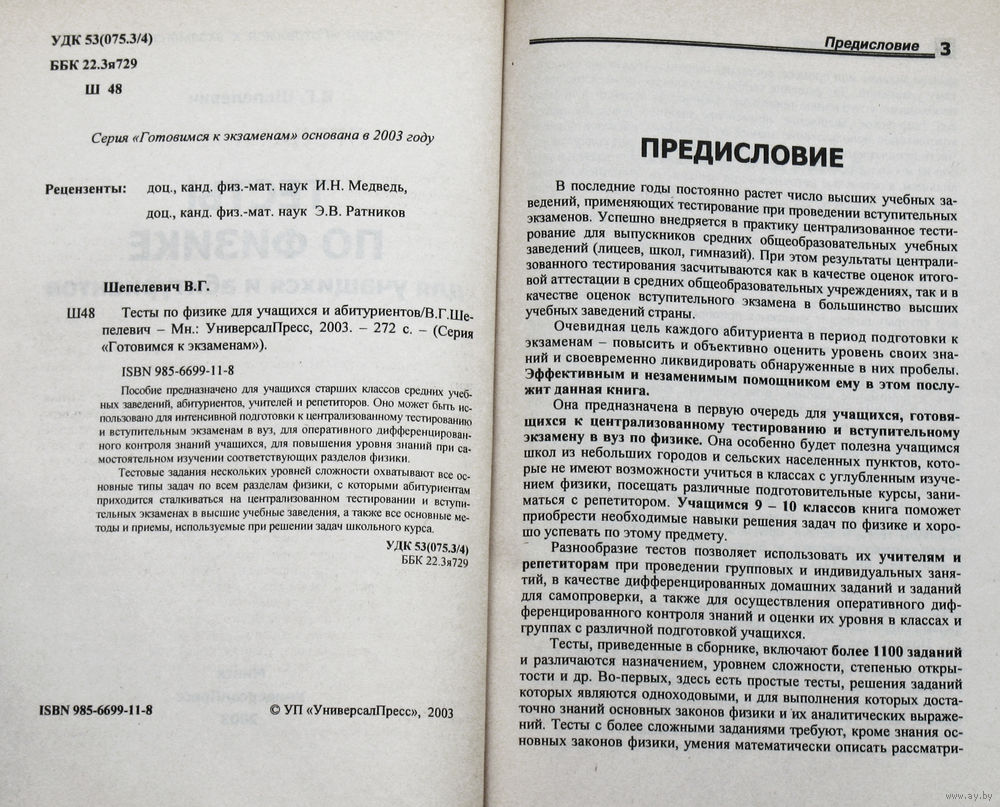 УДК 53(075.3/4)
ББК 22.3я729
Ш 48
Серия «Готовимся к экзаменам» основана в 2003 году
Рецензенты: доц., канд. физ.-мат. наук И.Н. Медведь,
доц., канд. физ.-мат. наук Э.В. Ратников
Шепелевич В.Г.
Ш48 Тесты по физике для учащихся и абитуриентов/В.Г.Ше-
пелевич – Мн.: УниверсалПресс, 2003. – 272 с. – (Серия
«Готовимся к экзаменам»).
ISBN 985-6699-11-8
Пособие предназначено для учащихся старших классов средних учеб-
ных заведений, абитуриентов, учителей и репетиторов. Оно может быть ис-
пользовано для интенсивной подготовки к централизованному тестированию
и вступительным экзаменам в вуз, для оперативного дифференцирован-
ного контроля знаний учащихся, для повышения уровня знаний при са-
мостоятельном изучении соответствующих разделов физики.
Тестовые задания нескольких уровней сложности охватывают все ос-
новные типы задач по всем разделам физики, с которыми абитуриентам
приходится сталкиваться на централизованном тестировании и вступи-
тельных экзаменах в высшие учебные заведения, а также все основные ме-
тоды и приемы, используемые при решении задач школьного курса.
УДК 53(075.3/4)
ББК 22.3я729
ISBN 985-6699-11-8 © УП «УниверсалПресс», 2003
Предисловие 3
ПРЕДИСЛОВИЕ
В последние годы постоянно растет число высших учебных за-
ведений, применяющих тестирование при проведении вступительных
экзаменов. Успешно внедряется в практику централизованное тести-
рование для выпускников средних общеобразовательных учебных
заведений (лицеев, школ, гимназий). При этом результаты централи-
зованного тестирования засчитываются как в качестве оценок итого-
вой аттестации в средних общеобразовательных учреждениях, так и в
качестве оценок вступительного экзамена в большинство высших
учебных заведений страны.
Очевидная цель каждого абитуриента в период подготовки к
экзаменам – повысить и объективно оценить уровень своих зна-
ний и своевременно ликвидировать обнаруженные в них пробелы.
Эффективным и незаменимым помощником ему в этом послу-
жит данная книга.
Она предназначена в первую очередь для учащихся, готовя-
щихся к централизованному тестированию и вступительному
экзамену в вуз по физике. Она особенно будет полезна учащимся
школ из небольших городов и сельских населенных пунктов, кото-
рые не имеют возможности учиться в классах с углубленным изуче-
нием физики, посещать различные подготовительные курсы, зани-
маться с репетитором. Учащимся 9 – 10 классов книга поможет
приобрести необходимые навыки решения задач по физике и хоро-
шо успевать по этому предмету.
Разнообразие тестов позволяет использовать их учителям и
репетиторам при проведении групповых и индивидуальных заня-
тий, в качестве дифференцированных домашних заданий и заданий
для самопроверки, а также для осуществления оперативного диф-
ференцированного контроля знаний и оценки их уровня в классах и
группах с различной подготовкой учащихся.
Тесты, приведенные в сборнике, включают более 1100 заданий
и различаются назначением, уровнем сложности, степенью откры-
тости и др. Во-первых, здесь есть простые тесты, решения заданий
которых являются одноходовыми, и для выполнения которых доста-
точно знаний основных законов физики и их аналитических выраже-
ний. Тесты с более сложными заданиями требуют, кроме знания ос-
новных законов физики, умения математически описать рассматри-
www.ay.by